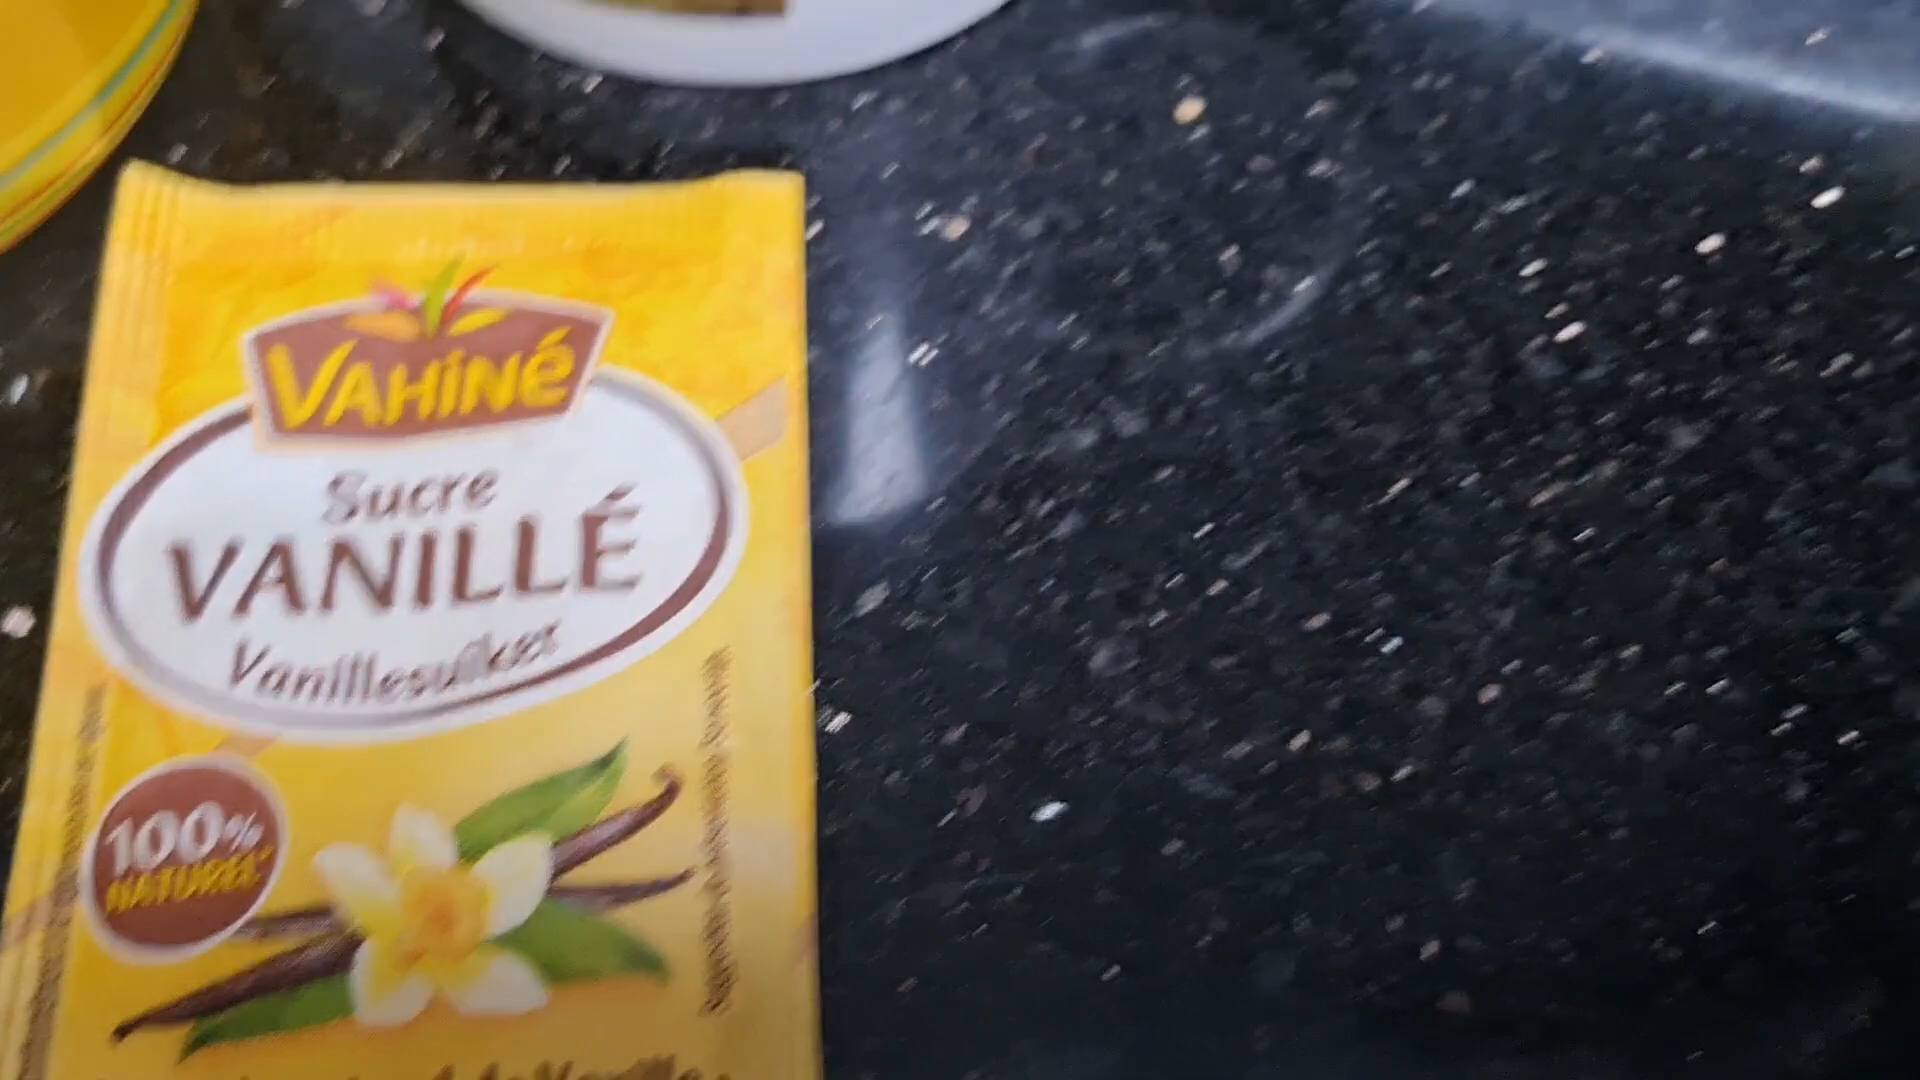 VAHiNé
Sucre
VANILLÉ
Vanillesuiker
100%
NATUREL*